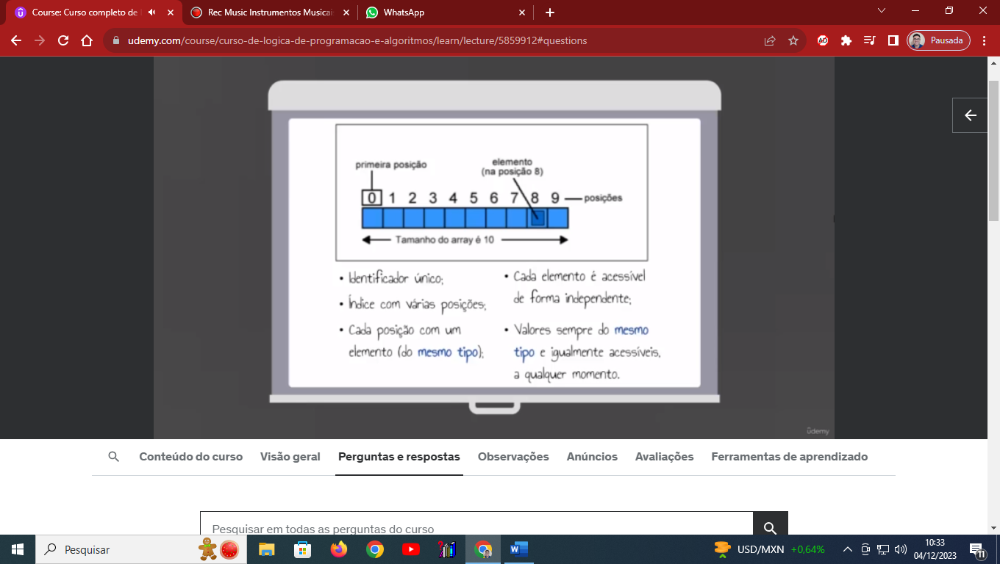 Course: Curso completo de
Rec Music Instrumentos Musicai
WhatsApp
udemy.com/course/curso-de-logica-de-programacao-e-algoritmos/learn/lecture/5859912#questions
Pausada
primeira posição
elemento
(na posição 8)
0 1 2 3 4 5 6 7 8 9
posições
Tamanho do array é 10
• Identificador único;
• Índice com várias posições;
• Cada posição com um
elemento (do mesmo tipo);
• Cada elemento é acessível
de forma independente;
• Valores sempre do mesmo
tipo e igualmente acessíveis,
a qualquer momento.
ûdemy
Conteúdo do curso
Visão geral
Perguntas e respostas
Observações
Anúncios
Avaliações
Ferramentas de aprendizado
Pesquisar em todas as perguntas do curso
Pesquisar
USD/MXN +0,64%
10:33
04/12/2023
11